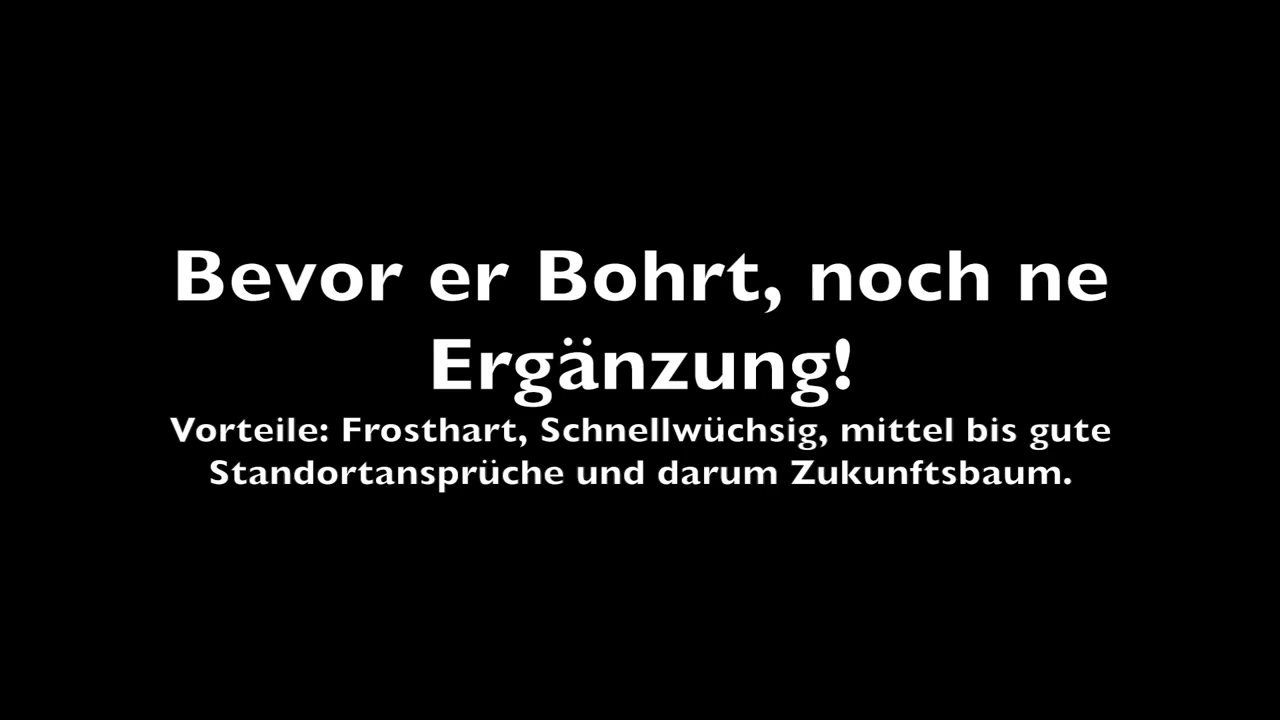 Bevor er Bohrt, noch ne
Ergänzung!
Vorteile: Frosthart, Schnellwüchsig, mittel bis gute
Standortansprüche und darum Zukunftsbaum.